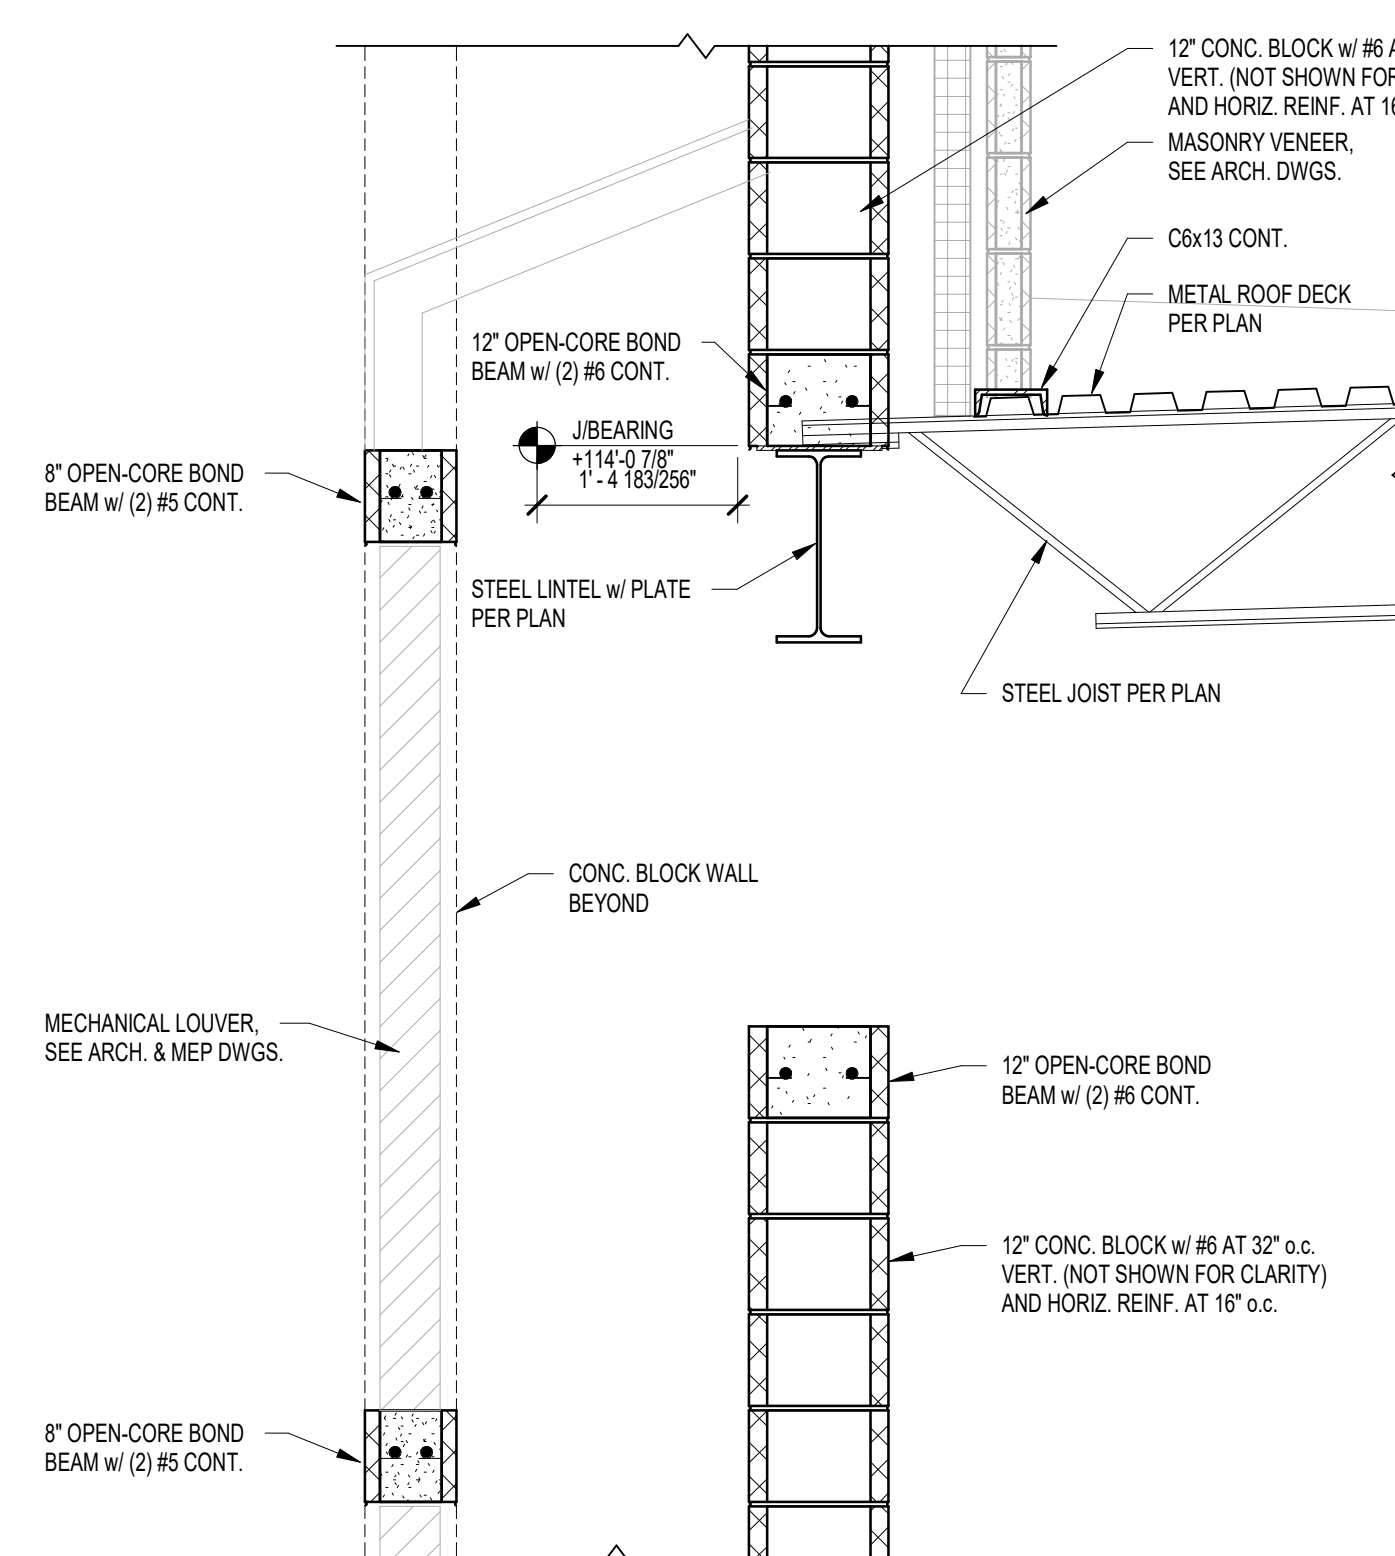 12" CONC. BLOCK w/ #6
VERT. (NOT SHOWN FOR
AND HORIZ. REINF. AT
MASONRY VENEER,
SEE ARCH. DWGS.
C6x13 CONT.
METAL ROOF DECK
PER PLAN
12" OPEN-CORE BOND
BEAM w/ (2) #6 CONT.
J/BEARING
+114'-0 7/8"
1' - 4 183/256"
8" OPEN-CORE BOND
BEAM w/ (2) #5 CONT.
STEEL LINTEL w/ PLATE
PER PLAN
STEEL JOIST PER PLAN
CONC. BLOCK WALL
BEYOND
MECHANICAL LOUVER,
SEE ARCH. & MEP DWGS.
12" OPEN-CORE BOND
BEAM w/ (2) #6 CONT.
12" CONC. BLOCK w/ #6 AT 32" o.c.
VERT. (NOT SHOWN FOR CLARITY)
AND HORIZ. REINF. AT 16" o.c.
8" OPEN-CORE BOND
BEAM w/ (2) #5 CONT.